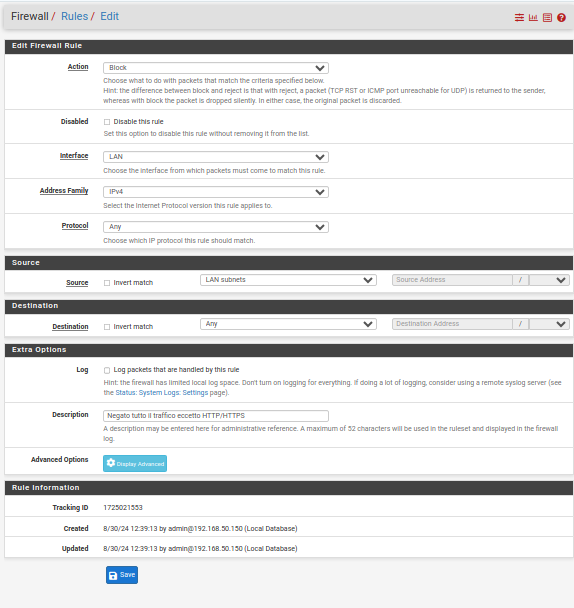 Firewall / Rules / Edit
Edit Firewall Rule
Action
Block
Choose what to do with packets that match the criteria specified below.
Hint: the difference between block and reject is that with reject, a packet (TCP RST or ICMP port unreachable for UDP) is returned to the sender,
whereas with block the packet is dropped silently. In either case, the original packet is discarded.
Disabled
Disable this rule
Set this option to disable this rule without removing it from the list.
Interface
LAN
Choose the interface from which packets must come to match this rule.
Address Family
IPv4
Select the Internet Protocol version this rule applies to.
Protocol
Any
Choose which IP protocol this rule should match.
Source
Source
Invert match
LAN subnets
Source Address
/
Destination
Destination
Invert match
Any
Destination Address
/
Extra Options
Log
Log packets that are handled by this rule
Hint: the firewall has limited local log space. Don't turn on logging for everything. If doing a lot of logging, consider using a remote syslog server (see
the Status: System Logs: Settings page).
Description
Negato tutto il traffico eccetto HTTP/HTTPS
A description may be entered here for administrative reference. A maximum of 52 characters will be used in the ruleset and displayed in the firewall
log.
Advanced Options
Display Advanced
Rule Information
Tracking ID
1725021553
Created
8/30/24 12:39:13 by admin@192.168.50.150 (Local Database)
Updated
8/30/24 12:39:13 by admin@192.168.50.150 (Local Database)
Save